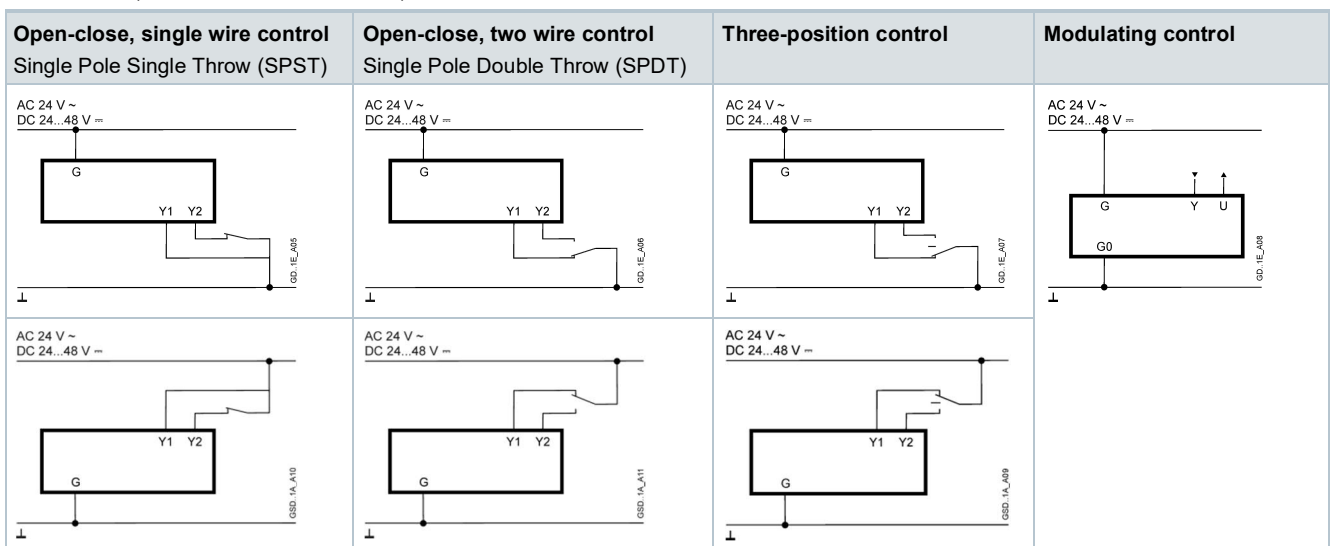 Open-close, single wire control
Single Pole Single Throw (SPST)
Open-close, two wire control
Single Pole Double Throw (SPDT)
Three-position control
Modulating control
AC 24 V ~
DC 24...48 V ⎓
G
Y1 Y2
GD..1E_A05
AC 24 V ~
DC 24...48 V ⎓
G
Y1 Y2
GD..1E_A06
AC 24 V ~
DC 24...48 V ⎓
G
Y1 Y2
GD..1E_A07
AC 24 V ~
DC 24...48 V ⎓
G Y U
G0
GD..1E_A08
AC 24 V ~
DC 24...48 V ⎓
Y1 Y2
G
GSD..1A_A10
AC 24 V ~
DC 24...48 V ⎓
Y1 Y2
G
GSD..1A_A11
AC 24 V ~
DC 24...48 V ⎓
Y1 Y2
G
GSD..1A_A09